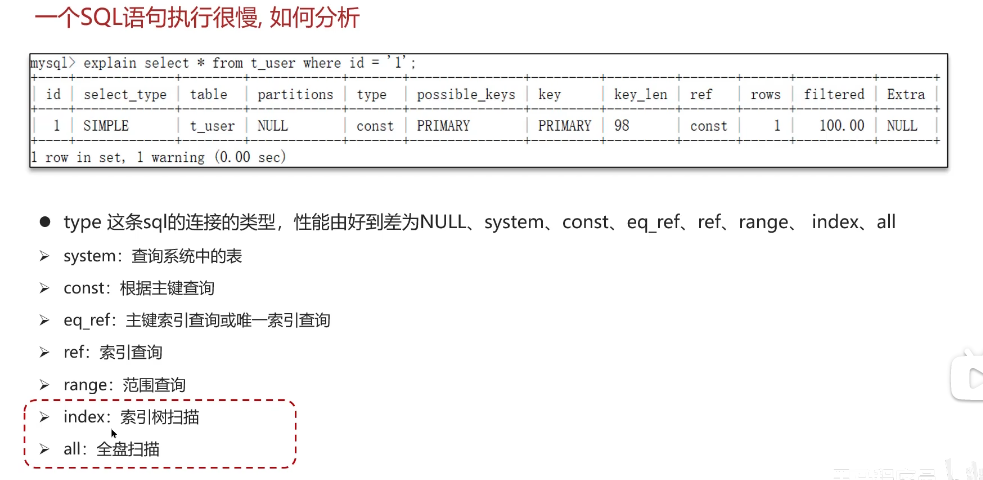 一个SQL语句执行很慢, 如何分析
mysql> explain select * from t_user where id = '1';
| id | select_type | table | partitions | type | possible_keys | key | key_len | ref | rows | filtered | Extra |
| 1 | SIMPLE | t_user | NULL | const | PRIMARY | PRIMARY | 98 | const | 1 | 100.00 | NULL |
1 row in set, 1 warning (0.00 sec)
● type 这条sql的连接的类型，性能由好到差为NULL、system、const、eq_ref、ref、range、 index、all
➢ system：查询系统中的表
➢ const：根据主键查询
➢ eq_ref：主键索引查询或唯一索引查询
➢ ref：索引查询
➢ range：范围查询
➢ index：索引树扫描
➢ all：全盘扫描